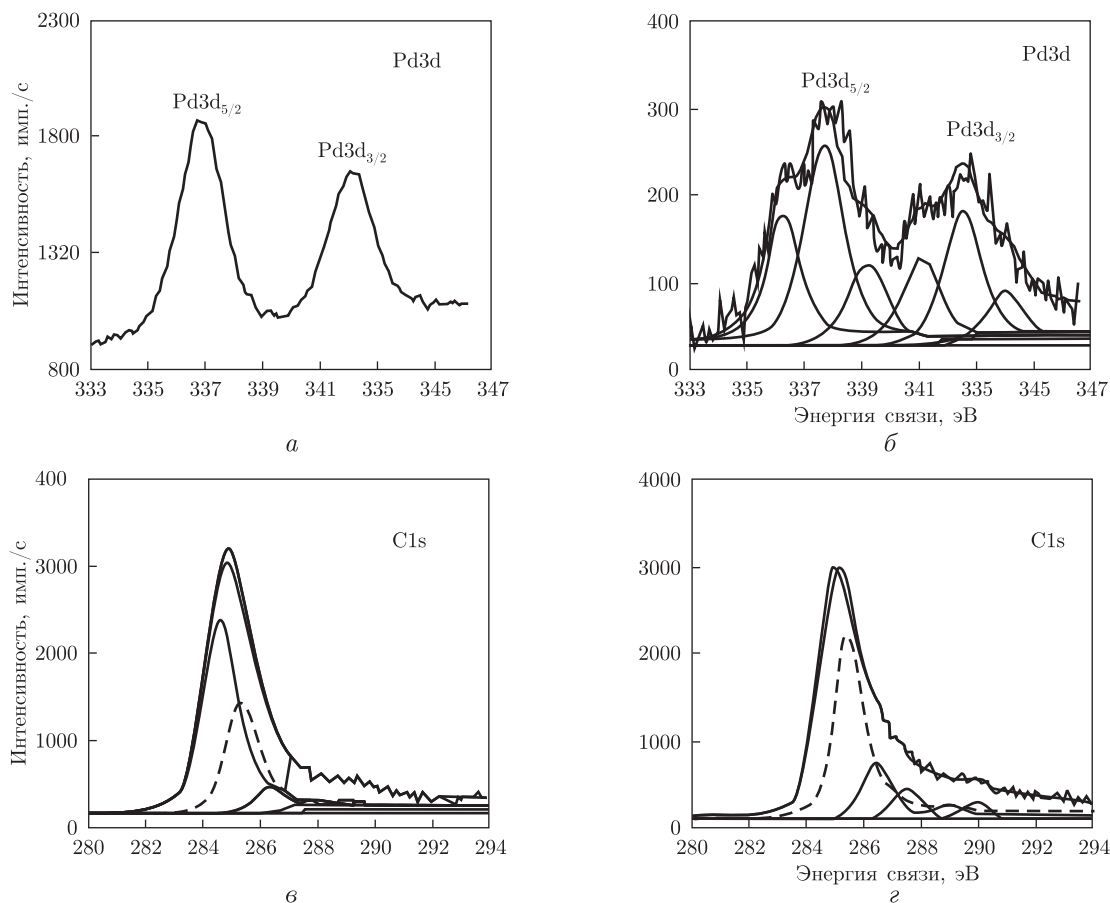 2300
1800
1320
800
333 335 337 339 341 335 345 347
Интенсивность, имп./с
Pd3d
Pd3d5/2
Pd3d3/2
а
400
300
200
100
0
333 335 337 339 341 335 345 347
Pd3d
Pd3d5/2
Pd3d3/2
Энергия связи, эВ
б
400
3000
2000
1000
0
280 282 284 286 288 290 292 294
Интенсивность, имп./с
C1s
в
4000
3000
2000
1000
0
280 282 284 286 288 290 292 294
C1s
Энергия связи, эВ
г